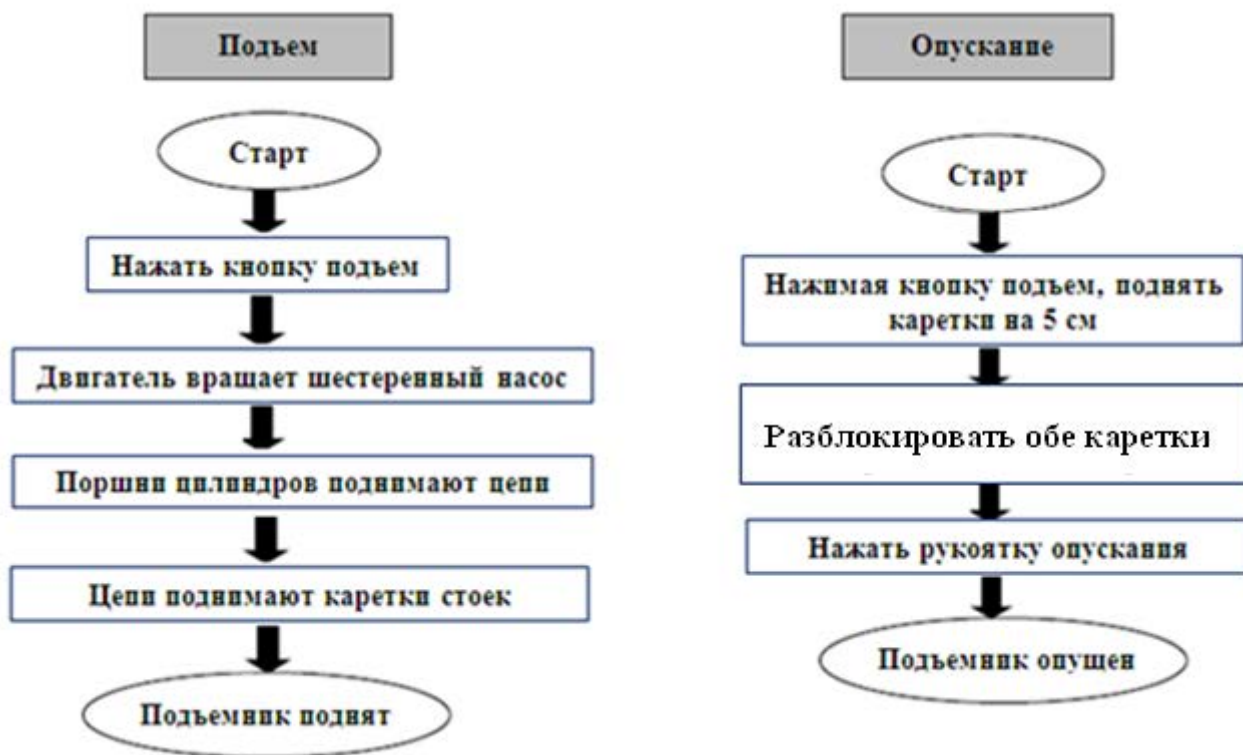 Подъем
Старт
Нажать кнопку подъем
Двигатель вращает шестеренный насос
Поршни цилиндров поднимают цепи
Цепи поднимают каретки стоек
Подъемник поднят
Опускание
Старт
Нажимая кнопку подъем, поднять
каретки на 5 см
Разблокировать обе каретки
Нажать рукоятку опускания
Подъемник опущен